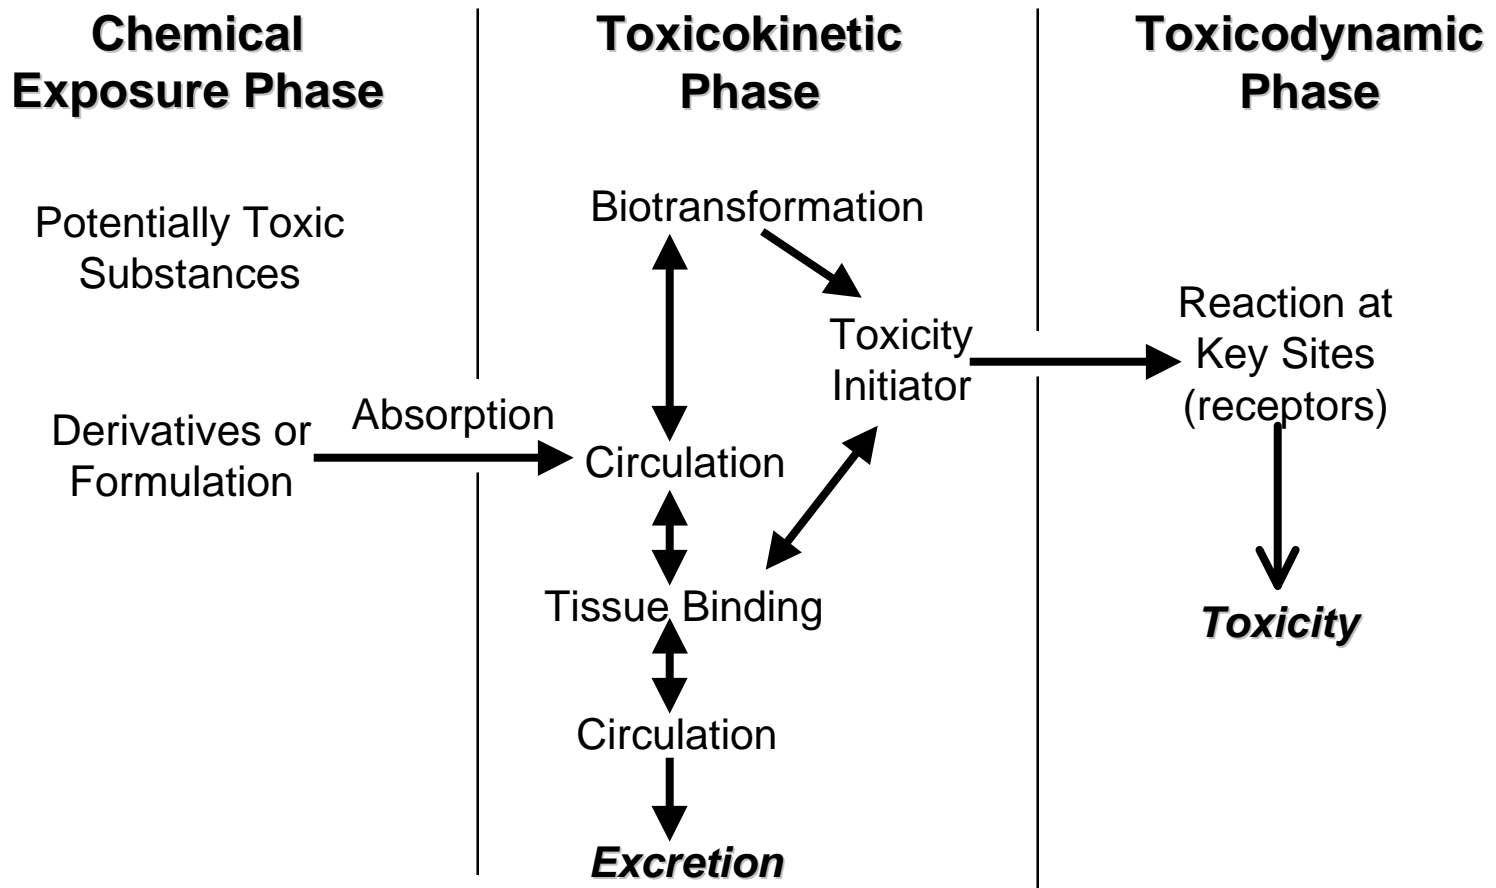 Chemical
Exposure Phase
Toxicokinetic
Phase
Toxicodynamic
Phase
Potentially Toxic
Substances
Derivatives or
Formulation
Absorption
Biotransformation
Toxicity
Initiator
Circulation
Tissue Binding
Circulation
Excretion
Reaction at
Key Sites
(receptors)
Toxicity